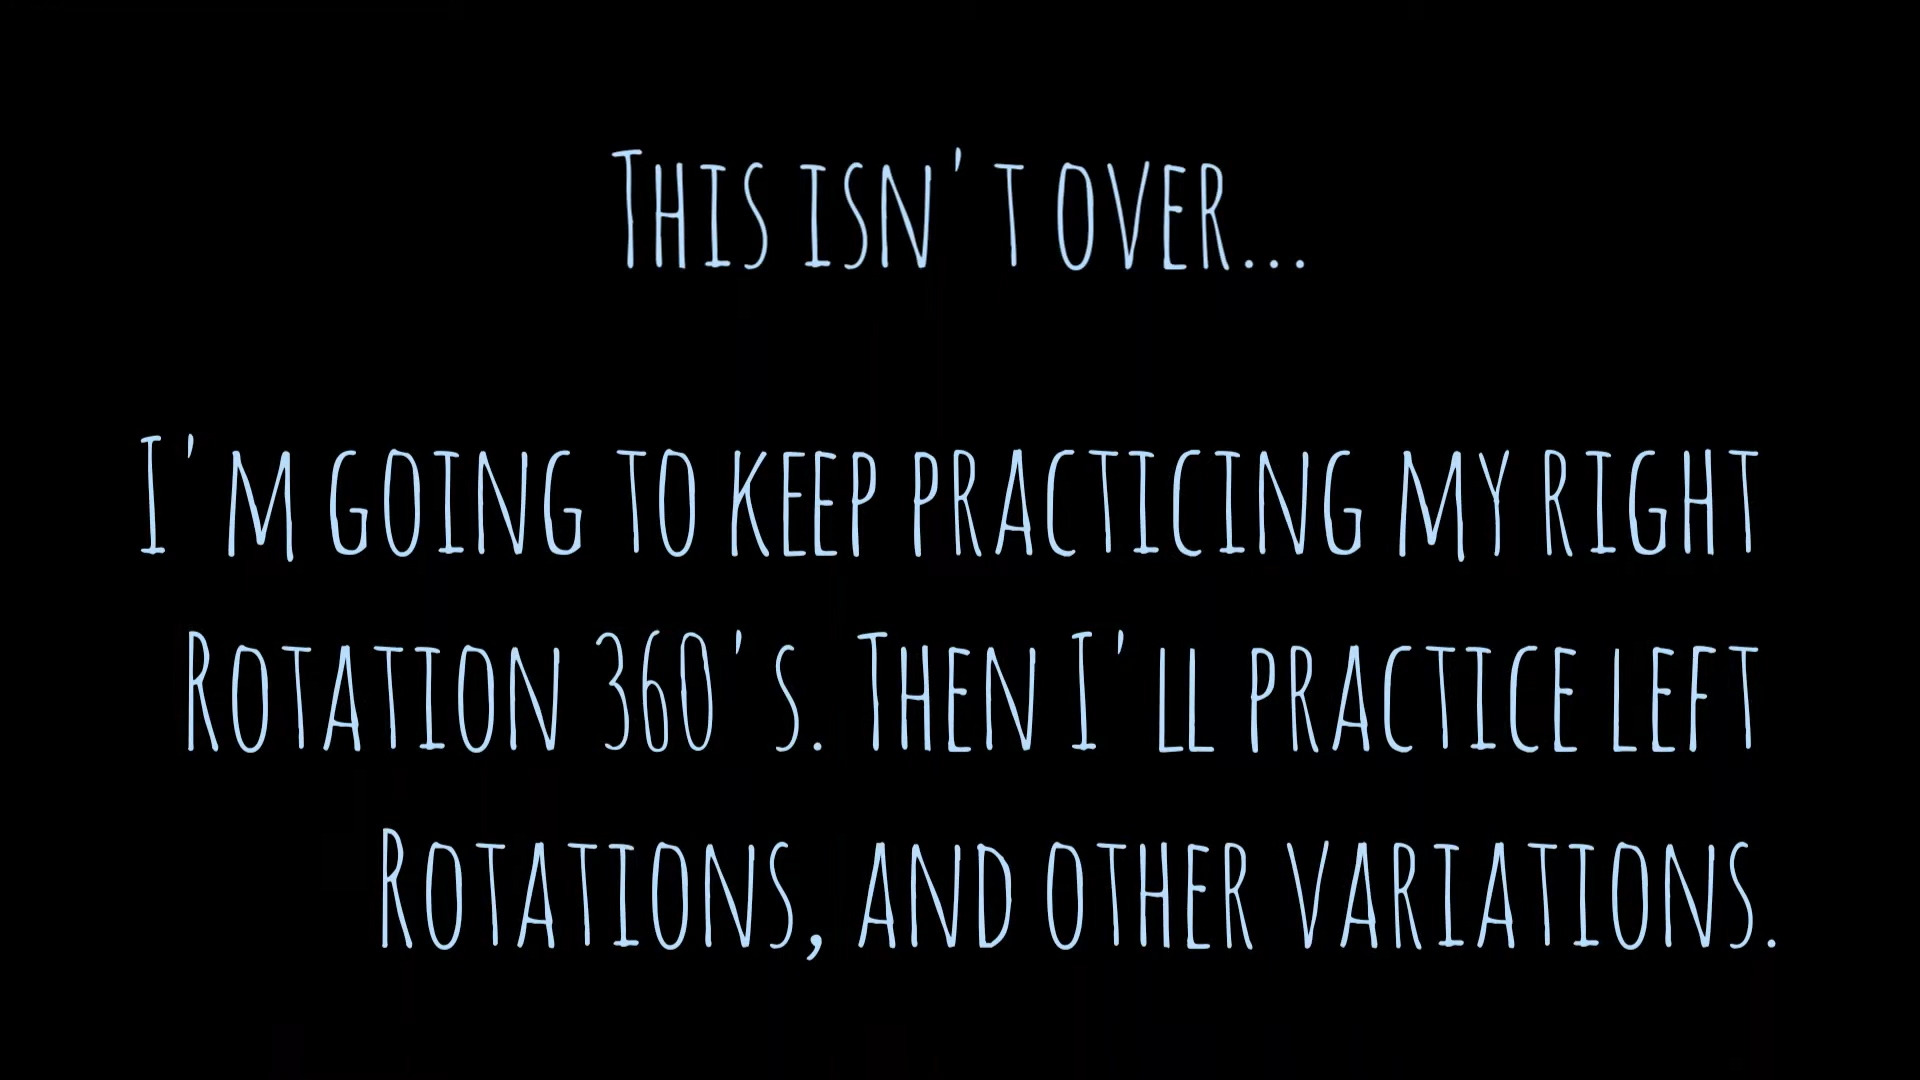 This isn't over...
I'm going to keep practicing my right
Rotation 360's. Then I'll practice left
Rotations, and other variations.